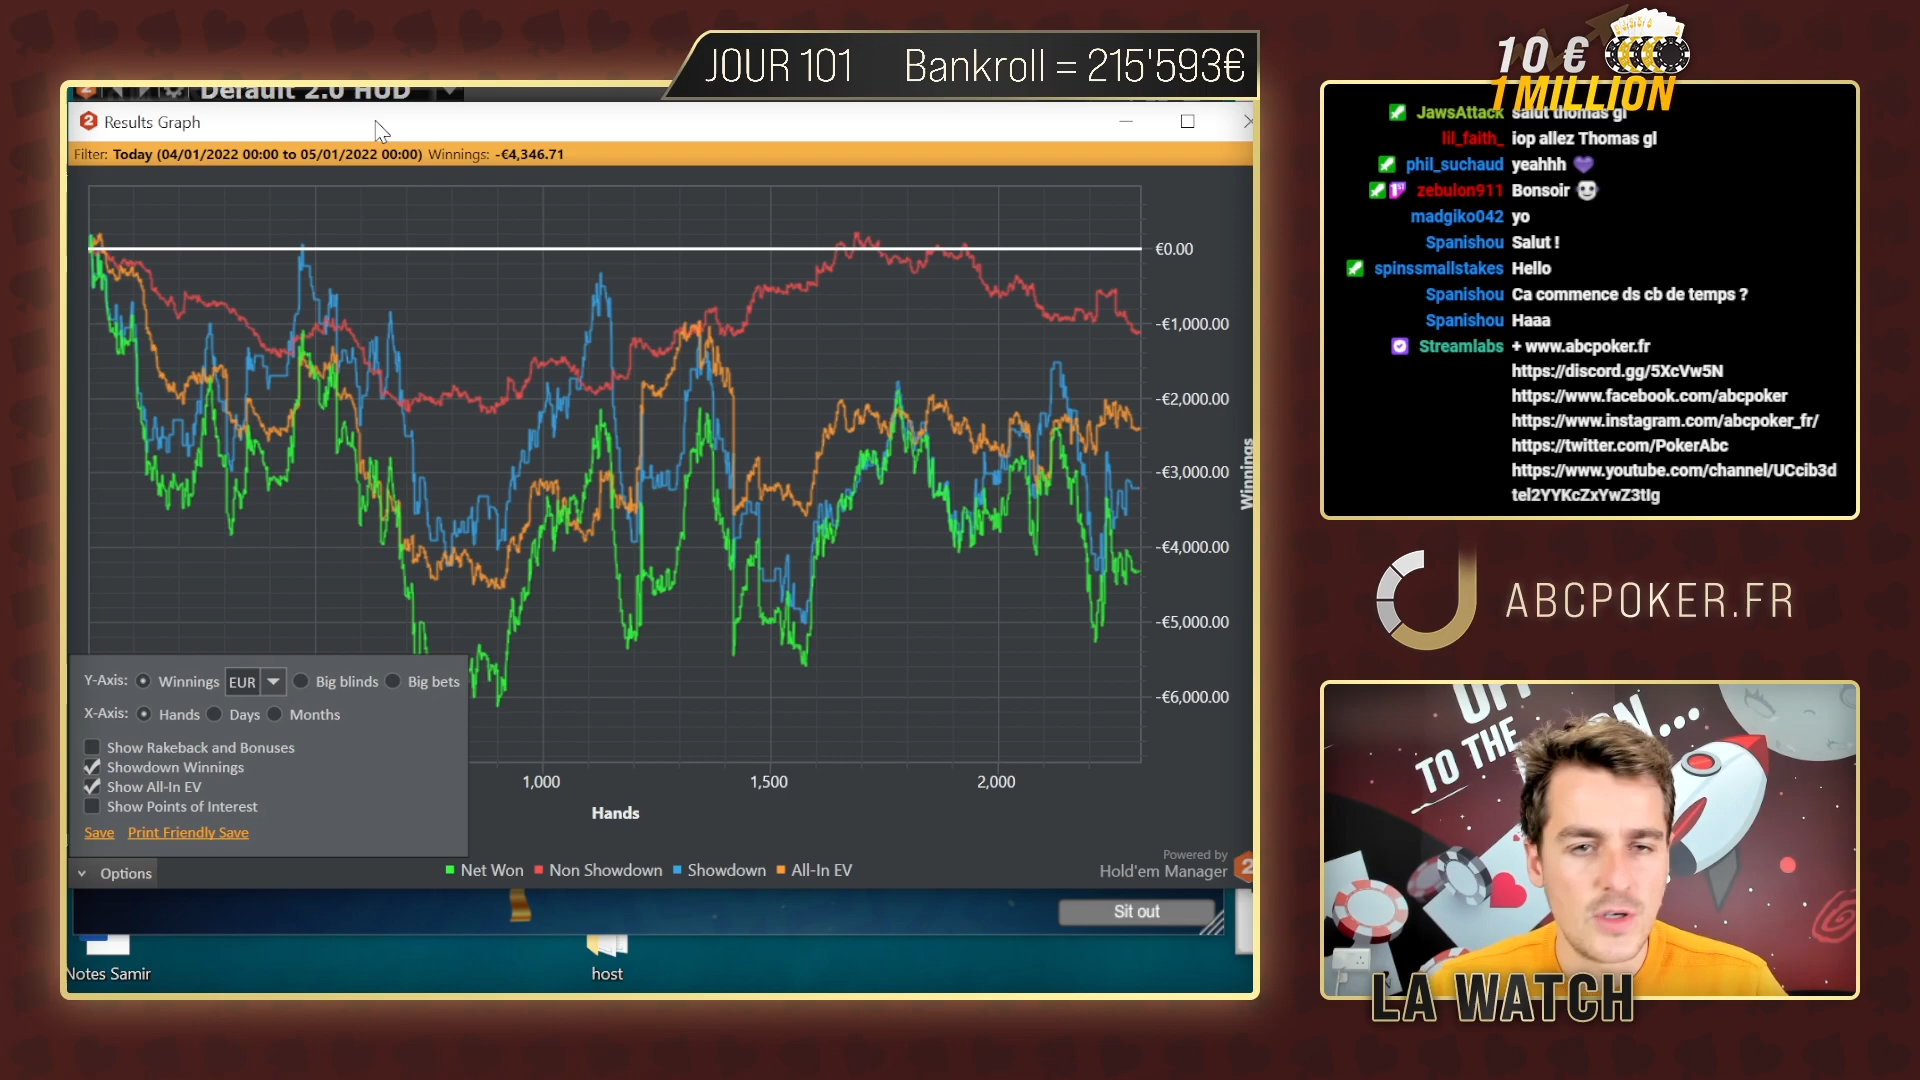 JOUR 101 Bankroll = 215'593€
10 €
1 MILLION
Default 2.0 HUD
Results Graph
Filter: Today (04/01/2022 00:00 to 05/01/2022 00:00) Winnings: -€4,346.71
€0.00
-€1,000.00
-€2,000.00
-€3,000.00
-€4,000.00
-€5,000.00
-€6,000.00
Winnings
Y-Axis: Winnings EUR Big blinds Big bets
X-Axis: Hands Days Months
Show Rakeback and Bonuses
Showdown Winnings
Show All-In EV
Show Points of Interest
Save Print Friendly Save
Options
1,000 1,500 2,000
Hands
Net Won Non Showdown Showdown All-In EV
Powered by
Hold'em Manager
Sit out
Notes Samir
host
JawsAttack salut thomas gl
lil_faith_ iop allez Thomas gl
phil_suchaud yeahhh
zebulon911 Bonsoir
madgiko042 yo
Spanishou Salut !
spinssmallstakes Hello
Spanishou Ca commence ds cb de temps ?
Spanishou Haaa
Streamlabs + www.abcpoker.fr
https://discord.gg/5XcVw5N
https://www.facebook.com/abcpoker
https://www.instagram.com/abcpoker_fr/
https://twitter.com/PokerAbc
https://www.youtube.com/channel/UCcib3d
tel2YYKcZxYwZ3tIg
ABCPOKER.FR
TO THE
LA WATCH